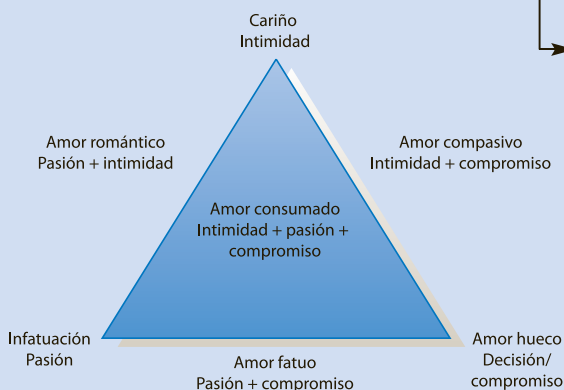 Cariño
Intimidad
Amor romántico
Pasión + intimidad
Amor compasivo
Intimidad + compromiso
Amor consumado
Intimidad + pasión +
compromiso
Infatuación
Pasión
Amor fatuo
Pasión + compromiso
Amor hueco
Decisión/
compromiso